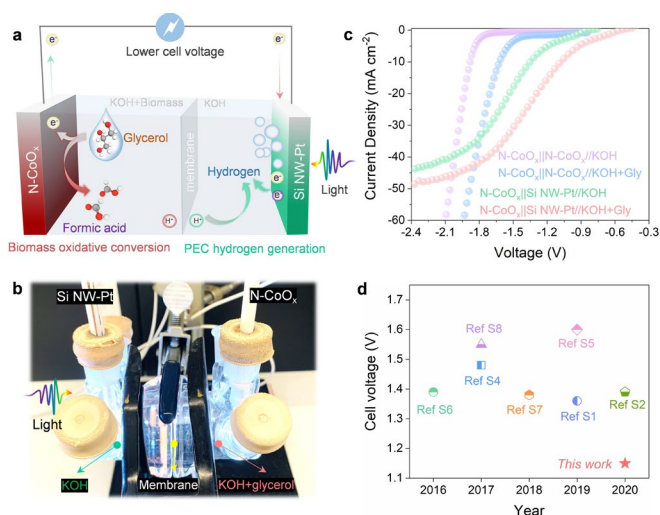 a
e⁻
e⁻
Lower cell voltage
KOH+Biomass
KOH
e⁻
Glycerol
N-CoOₓ
membrane
Hydrogen
e⁻
e⁻
Si NW-Pt
Light
Formic acid
H⁺
H⁺
Biomass oxidative conversion
PEC hydrogen generation
b
Si NW-Pt
N-CoOₓ
Light
KOH
Membrane
KOH+glycerol
c
Current Density (mA cm⁻²)
0
-10
-20
-30
-40
-50
-60
N-CoOₓ||N-CoOₓ//KOH
N-CoOₓ||N-CoOₓ//KOH+Gly
N-CoOₓ||Si NW-Pt//KOH
N-CoOₓ||Si NW-Pt//KOH+Gly
-2.4 -2.1 -1.8 -1.5 -1.2 -0.9 -0.6 -0.3
Voltage (V)
d
Cell voltage (V)
1.7
1.6
1.5
1.4
1.3
1.2
1.1
Ref S8
Ref S5
Ref S4
Ref S6
Ref S7
Ref S1
Ref S2
This work
2016 2017 2018 2019 2020
Year